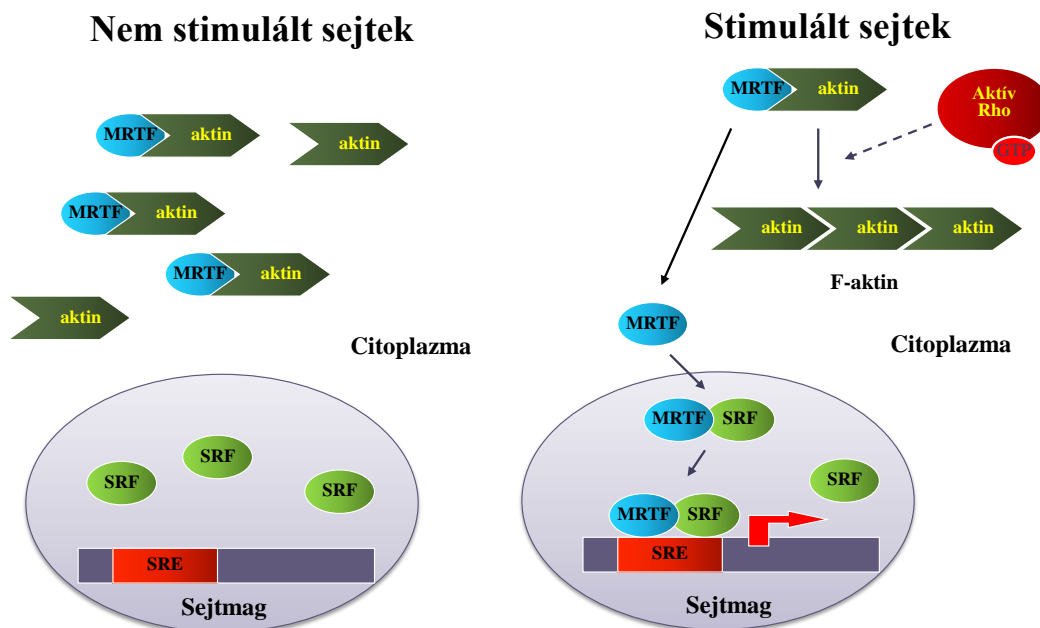 Nem stimulált sejtek
MRTF aktin
aktin
MRTF aktin
MRTF aktin
aktin
Citoplazma
SRF
SRF
SRF
SRE
Sejtmag
Stimulált sejtek
MRTF aktin
Aktív
Rho
GTP
aktin aktin aktin
F-aktin
MRTF
Citoplazma
MRTF SRF
SRF
MRTF SRF
SRE
Sejtmag